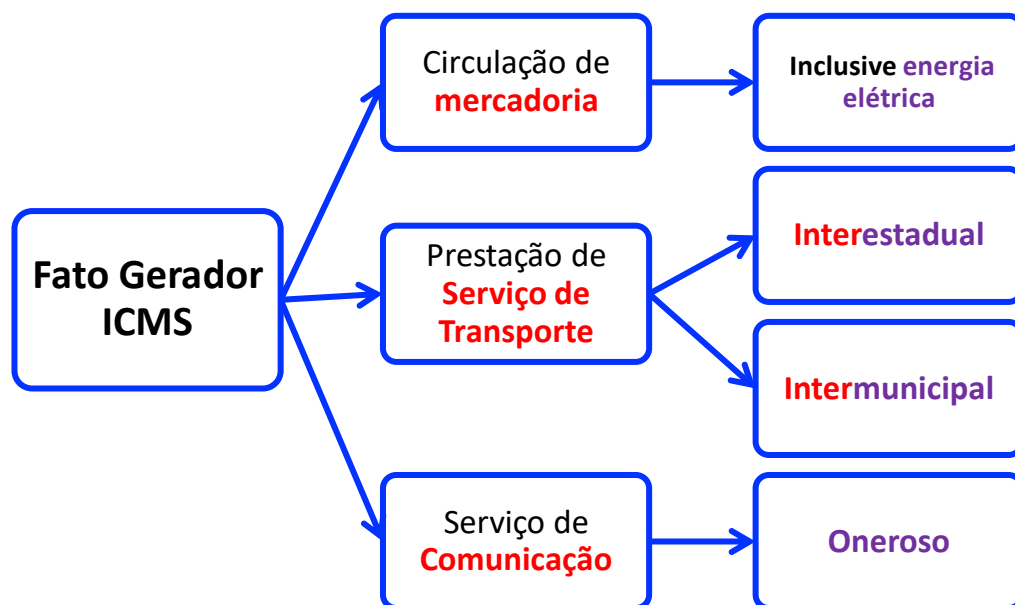 Fato Gerador
ICMS
Circulação de
mercadoria
Inclusive energia
elétrica
Prestação de
Serviço de
Transporte
Interestadual
Intermunicipal
Serviço de
Comunicação
Oneroso